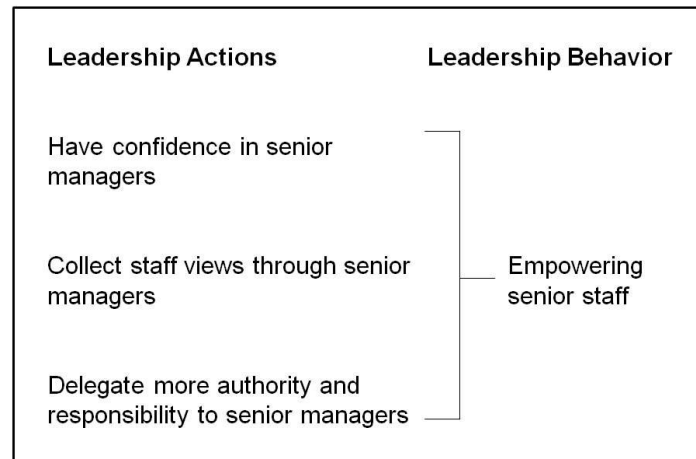 Leadership Actions
Leadership Behavior
Have confidence in senior
managers
Collect staff views through senior
managers
Empowering
senior staff
Delegate more authority and
responsibility to senior managers